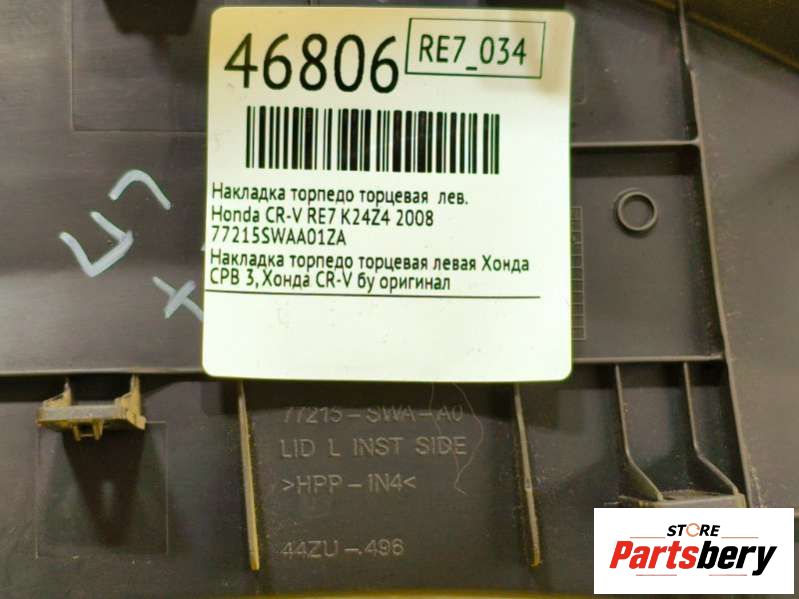 46806
RE7_034
Накладка торпедо торцевая лев.
Honda CR-V RE7 K24Z4 2008
77215SWAA01ZA
Накладка торпедо торцевая левая Хонда
СРВ 3, Хонда CR-V бу оригинал
77215-SWA-A0
LID L INST SIDE
>HPP-IN4<
44ZU-496
STORE
Partsbery